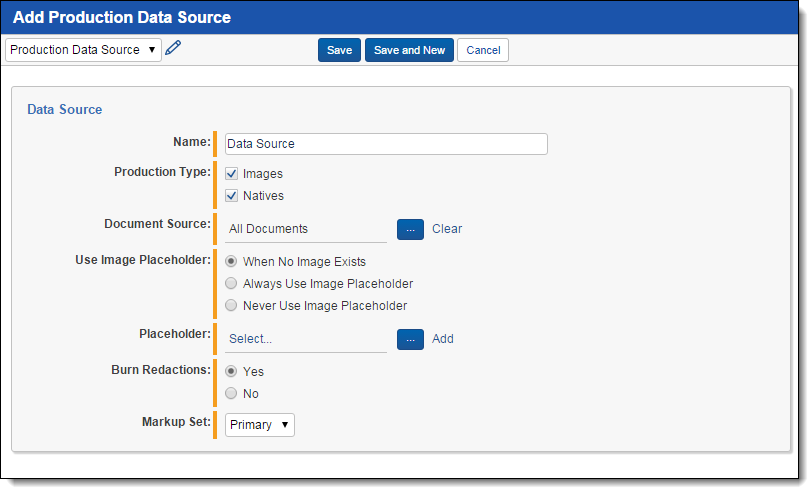 Add Production Data Source
Production Data Source Save Save and New Cancel
Data Source
Name: Data Source
Production Type: Images
Natives
Document Source: All Documents ... Clear
Use Image Placeholder: When No Image Exists
Always Use Image Placeholder
Never Use Image Placeholder
Placeholder: Select... ... Add
Burn Redactions: Yes
No
Markup Set: Primary